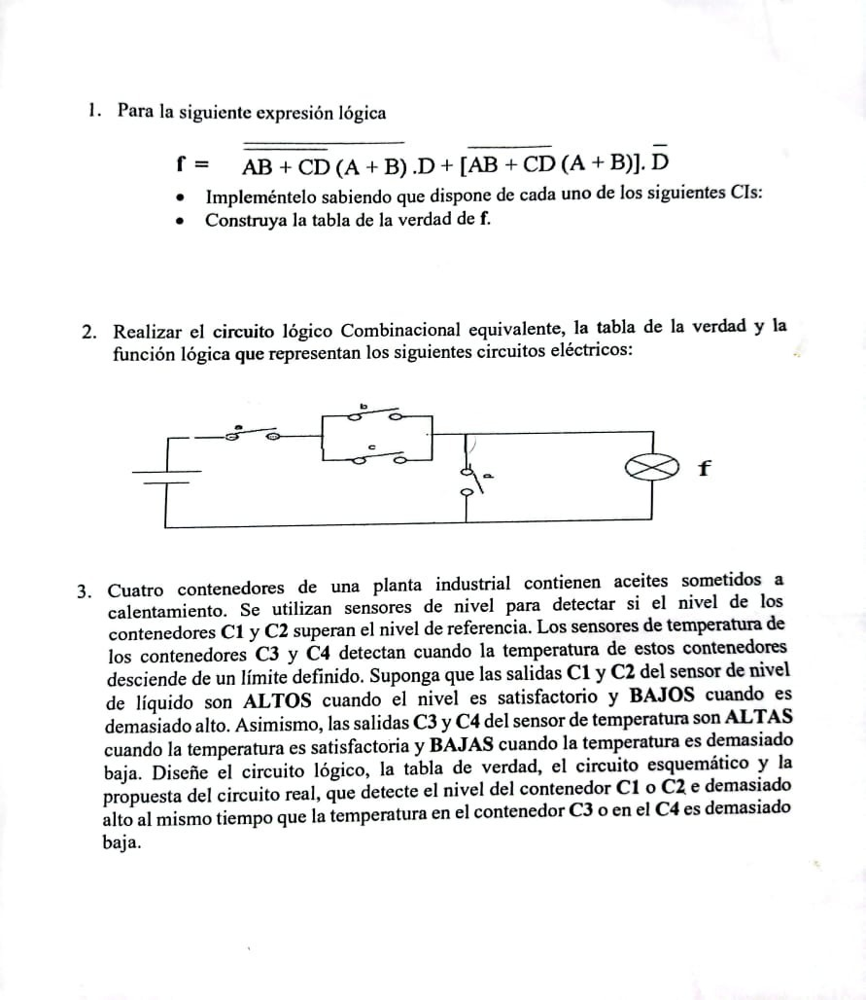 1. Para la siguiente expresión lógica
f = \overline{\overline{AB + CD} (A + B)} .D + [\overline{AB + CD} (A + B)]. \overline{D}
• Impleméntelo sabiendo que dispone de cada uno de los siguientes CIs:
• Construya la tabla de la verdad de f.
2. Realizar el circuito lógico Combinacional equivalente, la tabla de la verdad y la
función lógica que representan los siguientes circuitos eléctricos:
a
b
c
a
f
3. Cuatro contenedores de una planta industrial contienen aceites sometidos a
calentamiento. Se utilizan sensores de nivel para detectar si el nivel de los
contenedores C1 y C2 superan el nivel de referencia. Los sensores de temperatura de
los contenedores C3 y C4 detectan cuando la temperatura de estos contenedores
desciende de un límite definido. Suponga que las salidas C1 y C2 del sensor de nivel
de líquido son ALTOS cuando el nivel es satisfactorio y BAJOS cuando es
demasiado alto. Asimismo, las salidas C3 y C4 del sensor de temperatura son ALTAS
cuando la temperatura es satisfactoria y BAJAS cuando la temperatura es demasiado
baja. Diseñe el circuito lógico, la tabla de verdad, el circuito esquemático y la
propuesta del circuito real, que detecte el nivel del contenedor C1 o C2 e demasiado
alto al mismo tiempo que la temperatura en el contenedor C3 o en el C4 es demasiado
baja.